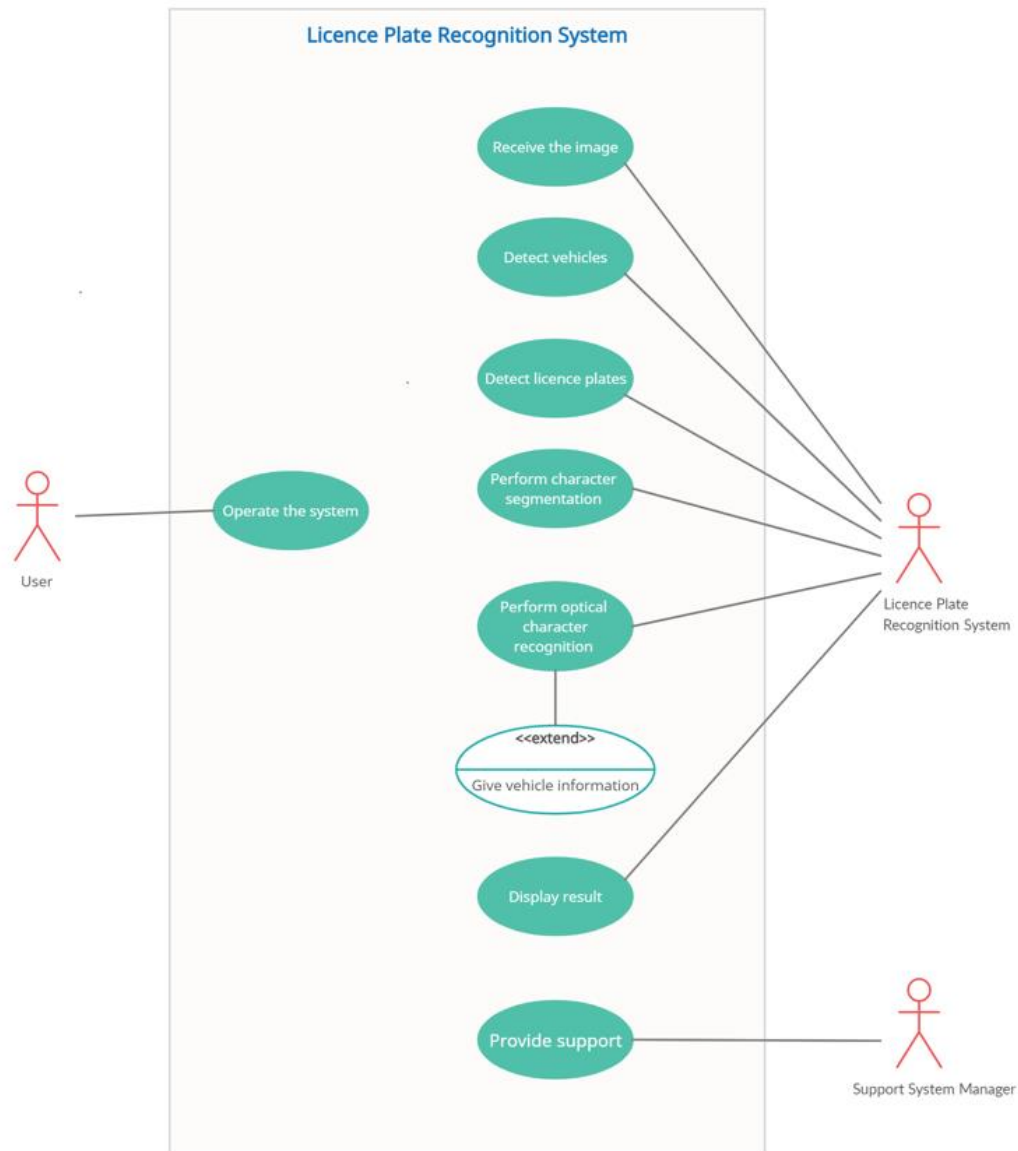 Licence Plate Recognition System
Receive the image
Detect vehicles
Detect licence plates
Perform character
segmentation
Operate the system
User
Perform optical
character
recognition
Licence Plate
Recognition System
<<extend>>
Give vehicle information
Display result
Provide support
Support System Manager